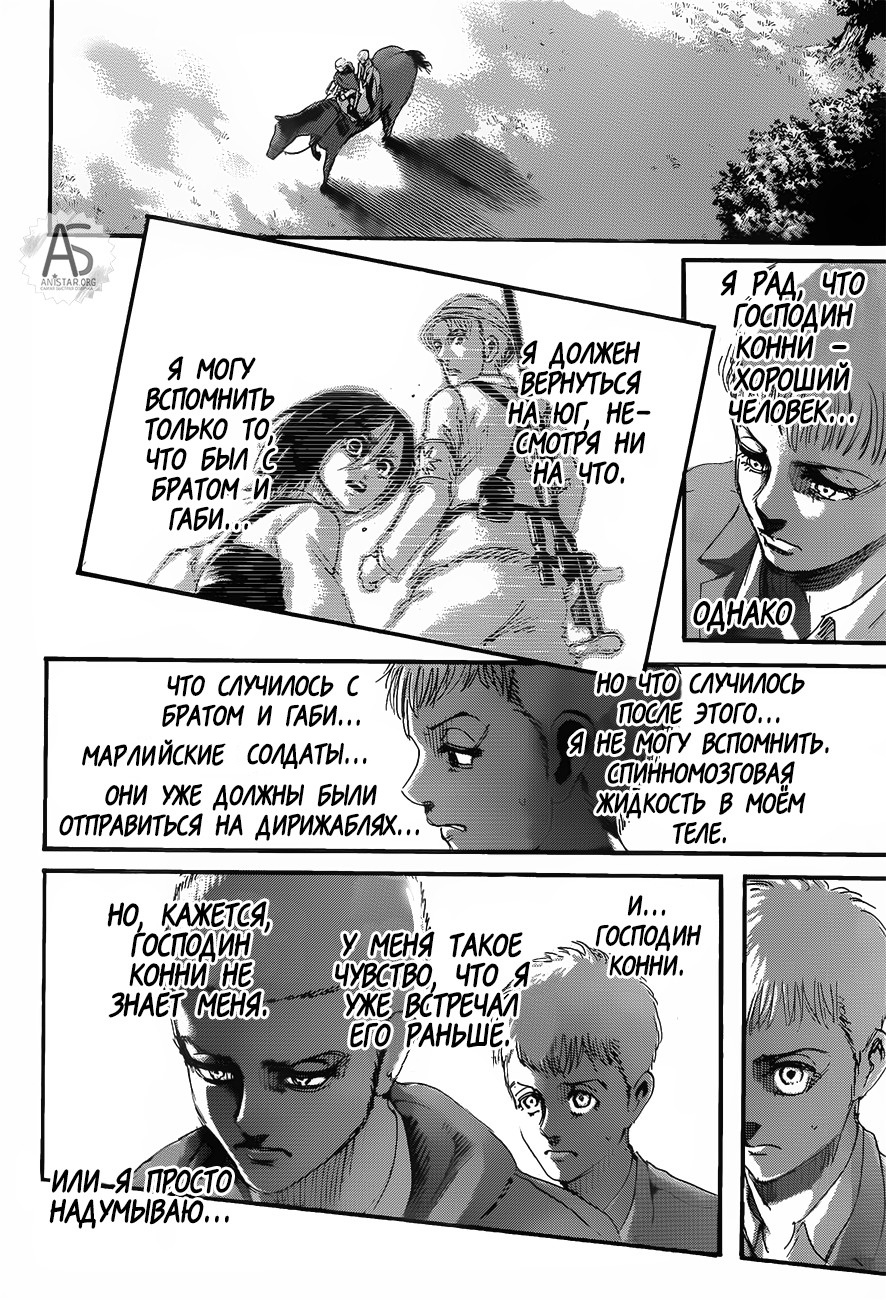 AS
ANISTAR.ORG
Я РАД, ЧТО
ГОСПОДИН
КОННИ –
ХОРОШИЙ
ЧЕЛОВЕК...
ОДНАКО
Я ДОЛЖЕН
ВЕРНУТЬСЯ
НА ЮГ, НЕ-
СМОТРЯ НИ
НА ЧТО.
Я МОГУ
ВСПОМНИТЬ
ТОЛЬКО ТО,
ЧТО БЫЛ С
БРАТОМ И
ГАБИ...
НО ЧТО СЛУЧИЛОСЬ
ПОСЛЕ ЭТОГО...
Я НЕ МОГУ ВСПОМНИТЬ.
СПИННОМОЗГОВАЯ
ЖИДКОСТЬ В МОЁМ
ТЕЛЕ.
ЧТО СЛУЧИЛОСЬ С
БРАТОМ И ГАБИ...
МАРЛИЙСКИЕ СОЛДАТЫ...
ОНИ УЖЕ ДОЛЖНЫ БЫЛИ
ОТПРАВИТЬСЯ НА ДИРИЖАБЛЯХ...
И...
ГОСПОДИН
КОННИ.
У МЕНЯ ТАКОЕ
ЧУВСТВО, ЧТО Я
УЖЕ ВСТРЕЧАЛ
ЕГО РАНЬШЕ.
НО, КАЖЕТСЯ,
ГОСПОДИН
КОННИ НЕ
ЗНАЕТ МЕНЯ.
ИЛИ Я ПРОСТО
НАДУМЫВАЮ...